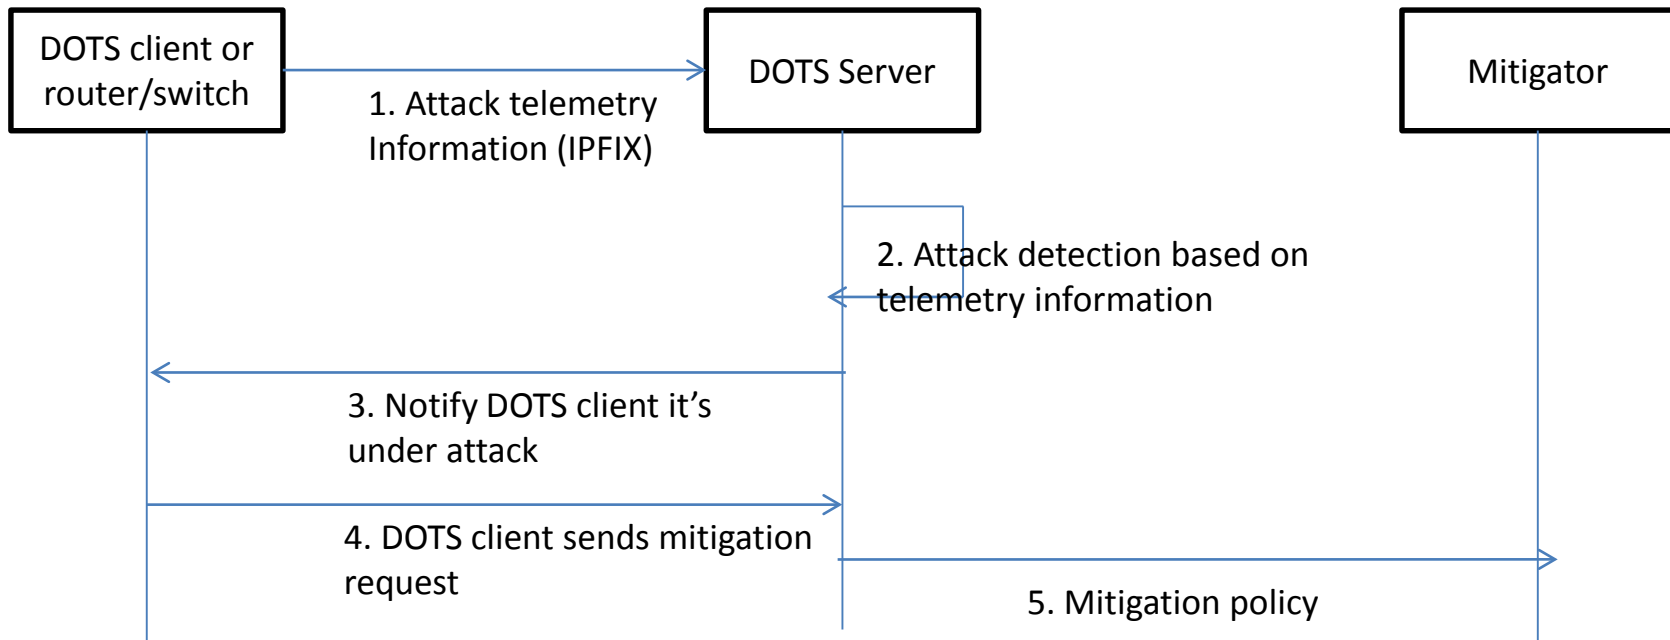 DOTS client or
router/switch
DOTS Server
Mitigator
1. Attack telemetry
Information (IPFIX)
2. Attack detection based on
telemetry information
3. Notify DOTS client it’s
under attack
4. DOTS client sends mitigation
request
5. Mitigation policy